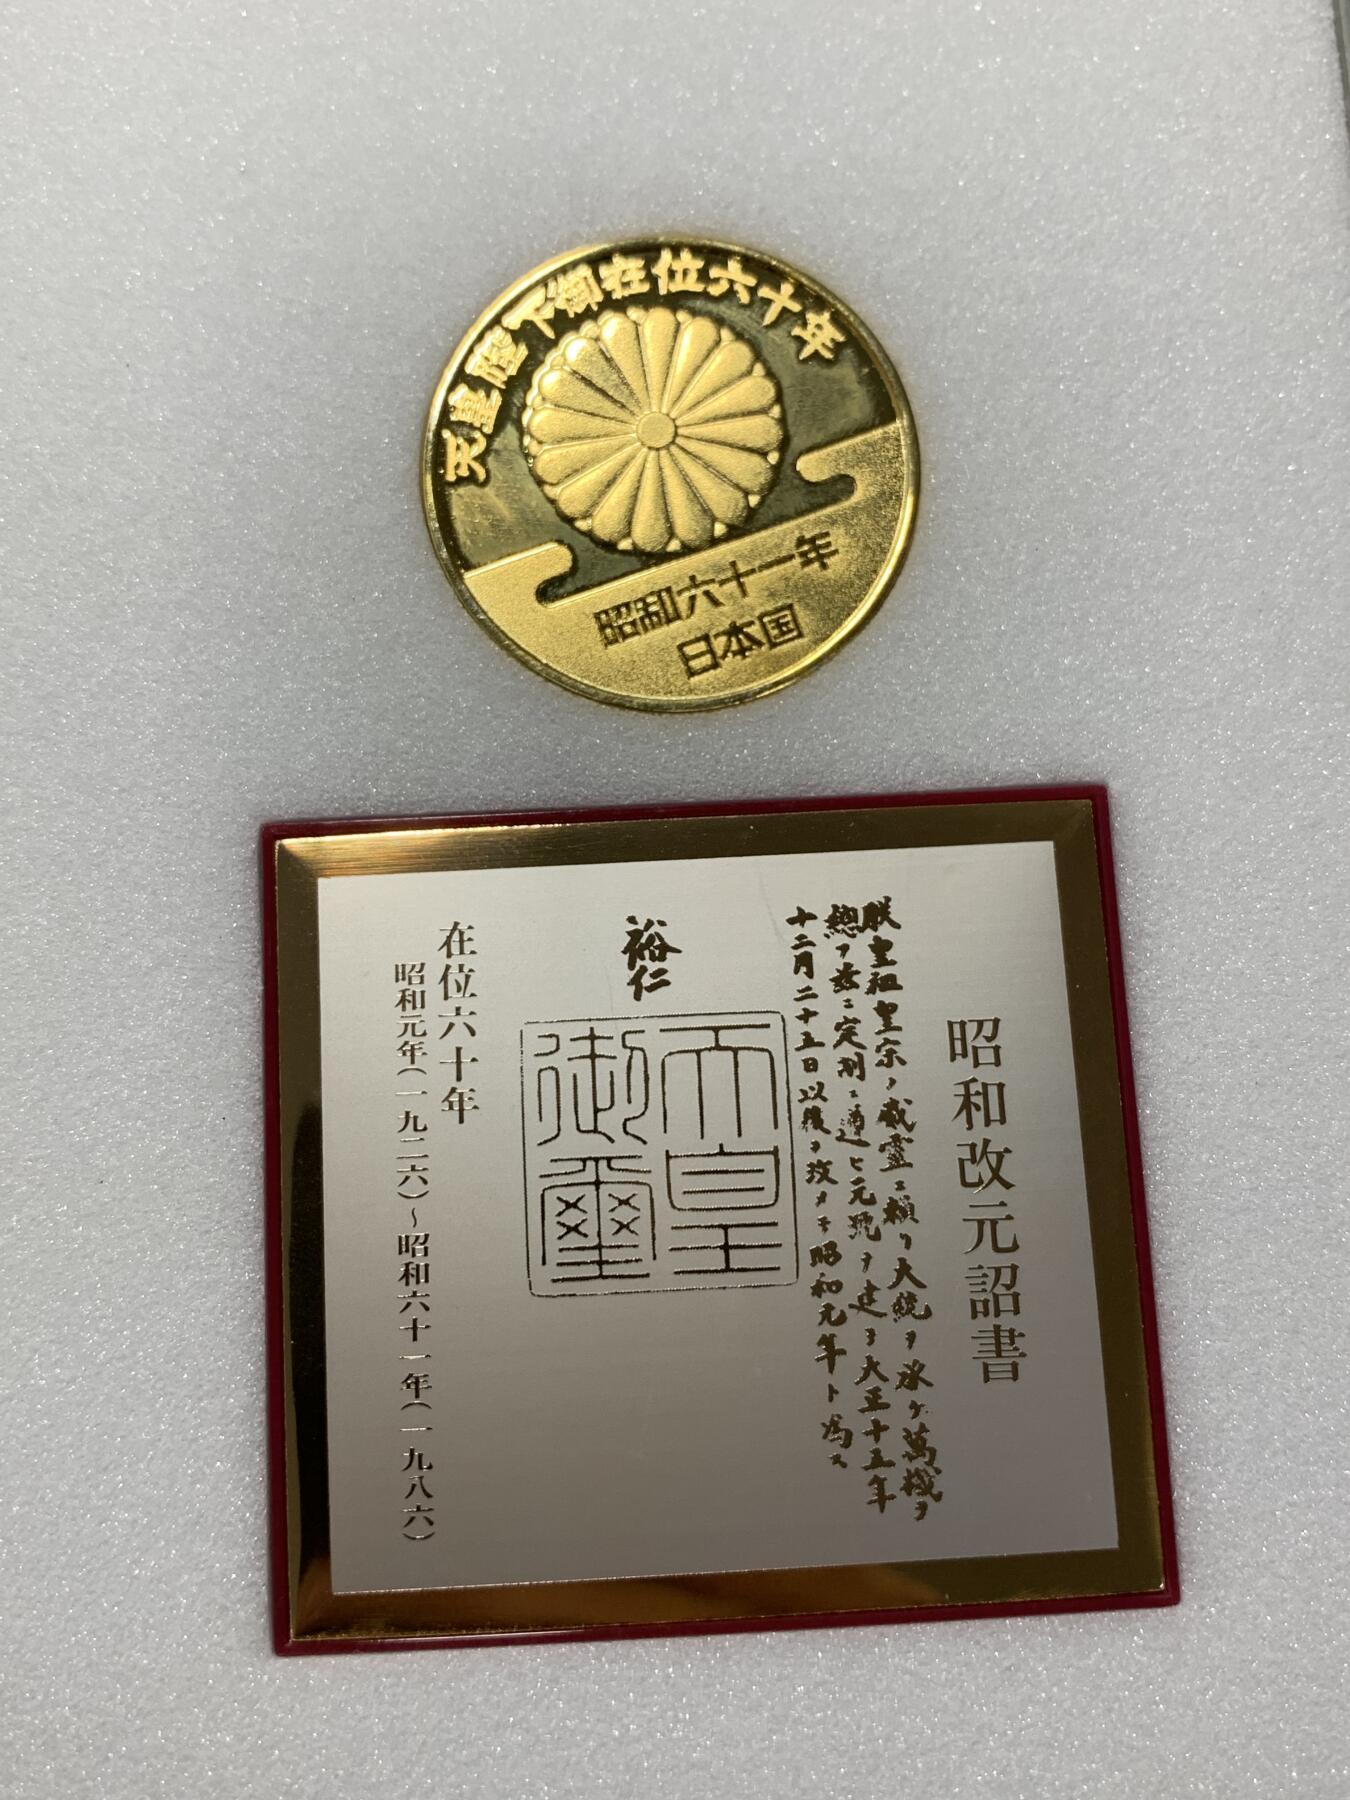 天皇陛下御在位六十年
昭和六十一年
日本国
昭和改元詔書
朕皇祖皇宗ノ威靈ニ頼リ大統ヲ承ケ萬機ヲ
總フ茲ニ定制ニ遵ヒ元號ヲ建テ大正十五年
十二月二十五日以後ヲ改メテ昭和元年ト為ス
裕仁
天皇
御璽
在位六十年
昭和元年(一九二六)～昭和六十一年(一九八六)